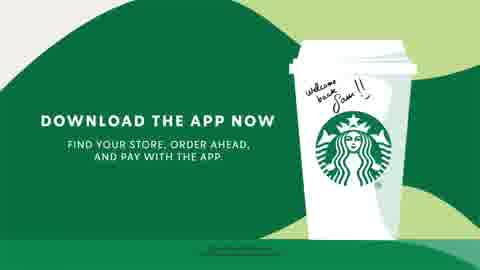 DOWNLOAD THE APP NOW
FIND YOUR STORE, ORDER AHEAD,
AND PAY WITH THE APP.
welcome
back
Sam!!